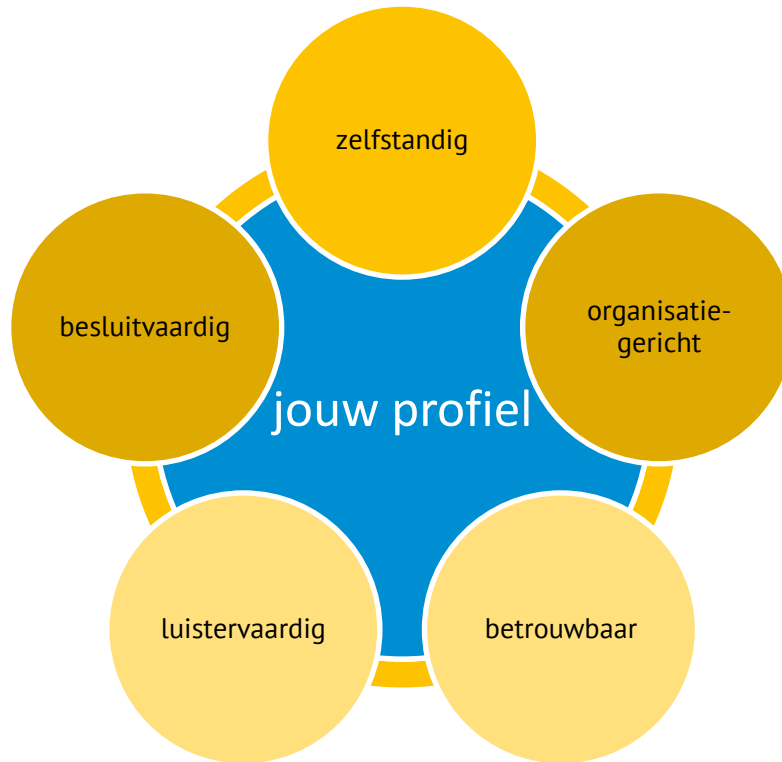 zelfstandig
organisatie-
gericht
besluitvaardig
jouw profiel
luistervaardig
betrouwbaar